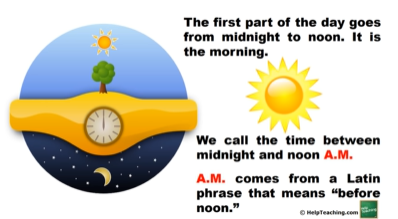 The first part of the day goes
from midnight to noon. It is
the morning.
We call the time between
midnight and noon A.M.
A.M. comes from a Latin
phrase that means “before
noon.”
© HelpTeaching.com